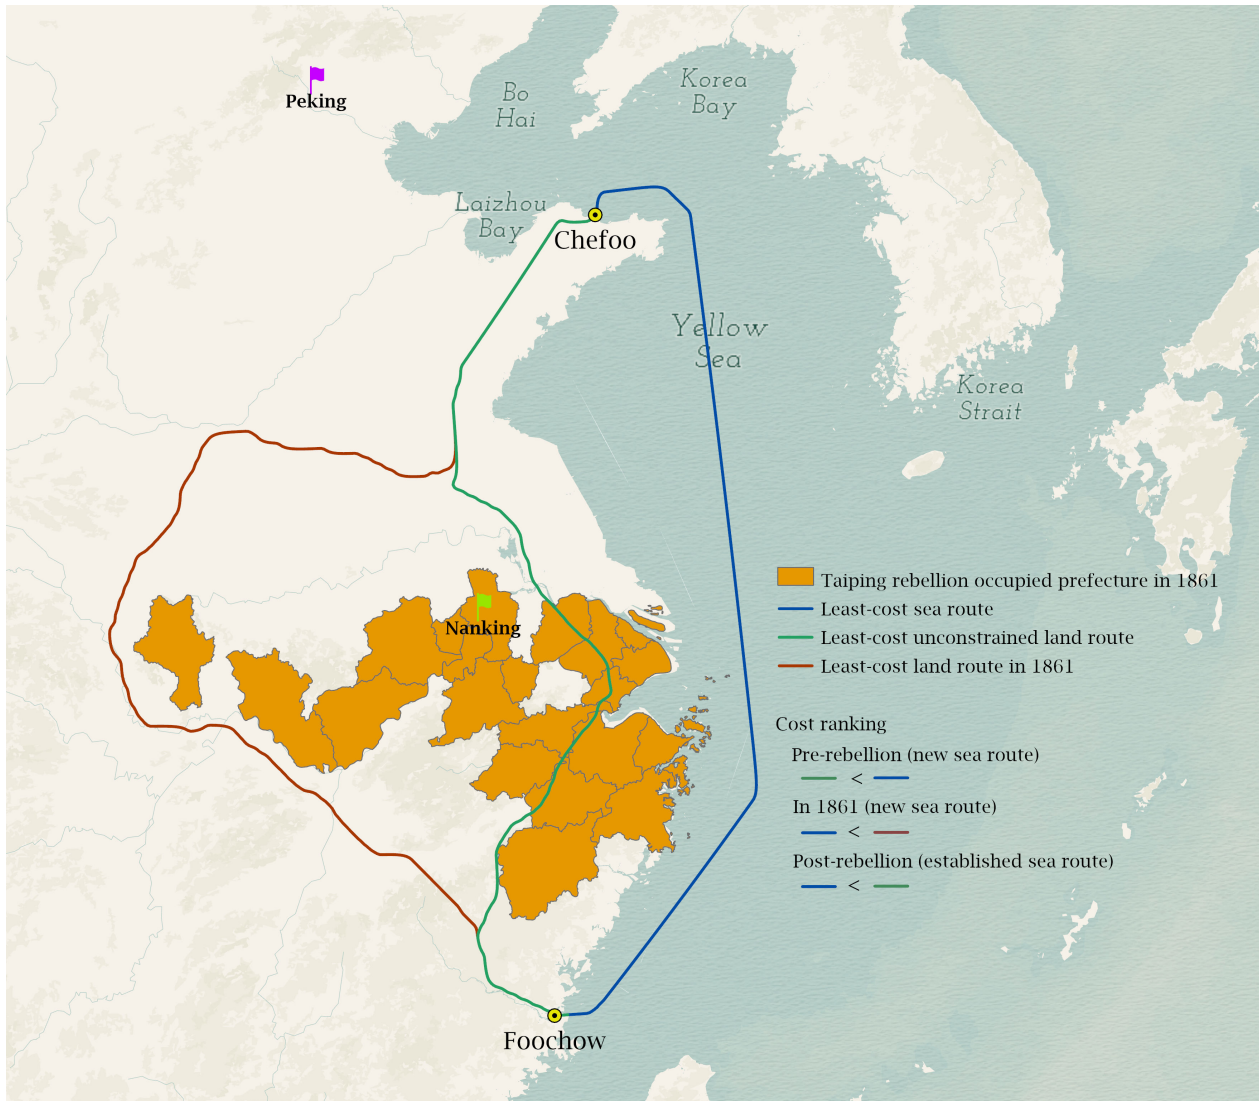 Peking
Bo
Hai
Korea
Bay
Laizhou
Bay
Chefoo
Yellow
Sea
Korea
Strait
Nanking
Taiping rebellion occupied prefecture in 1861
Least-cost sea route
Least-cost unconstrained land route
Least-cost land route in 1861
Cost ranking
Pre-rebellion (new sea route)
<
In 1861 (new sea route)
<
Post-rebellion (established sea route)
<
Foochow